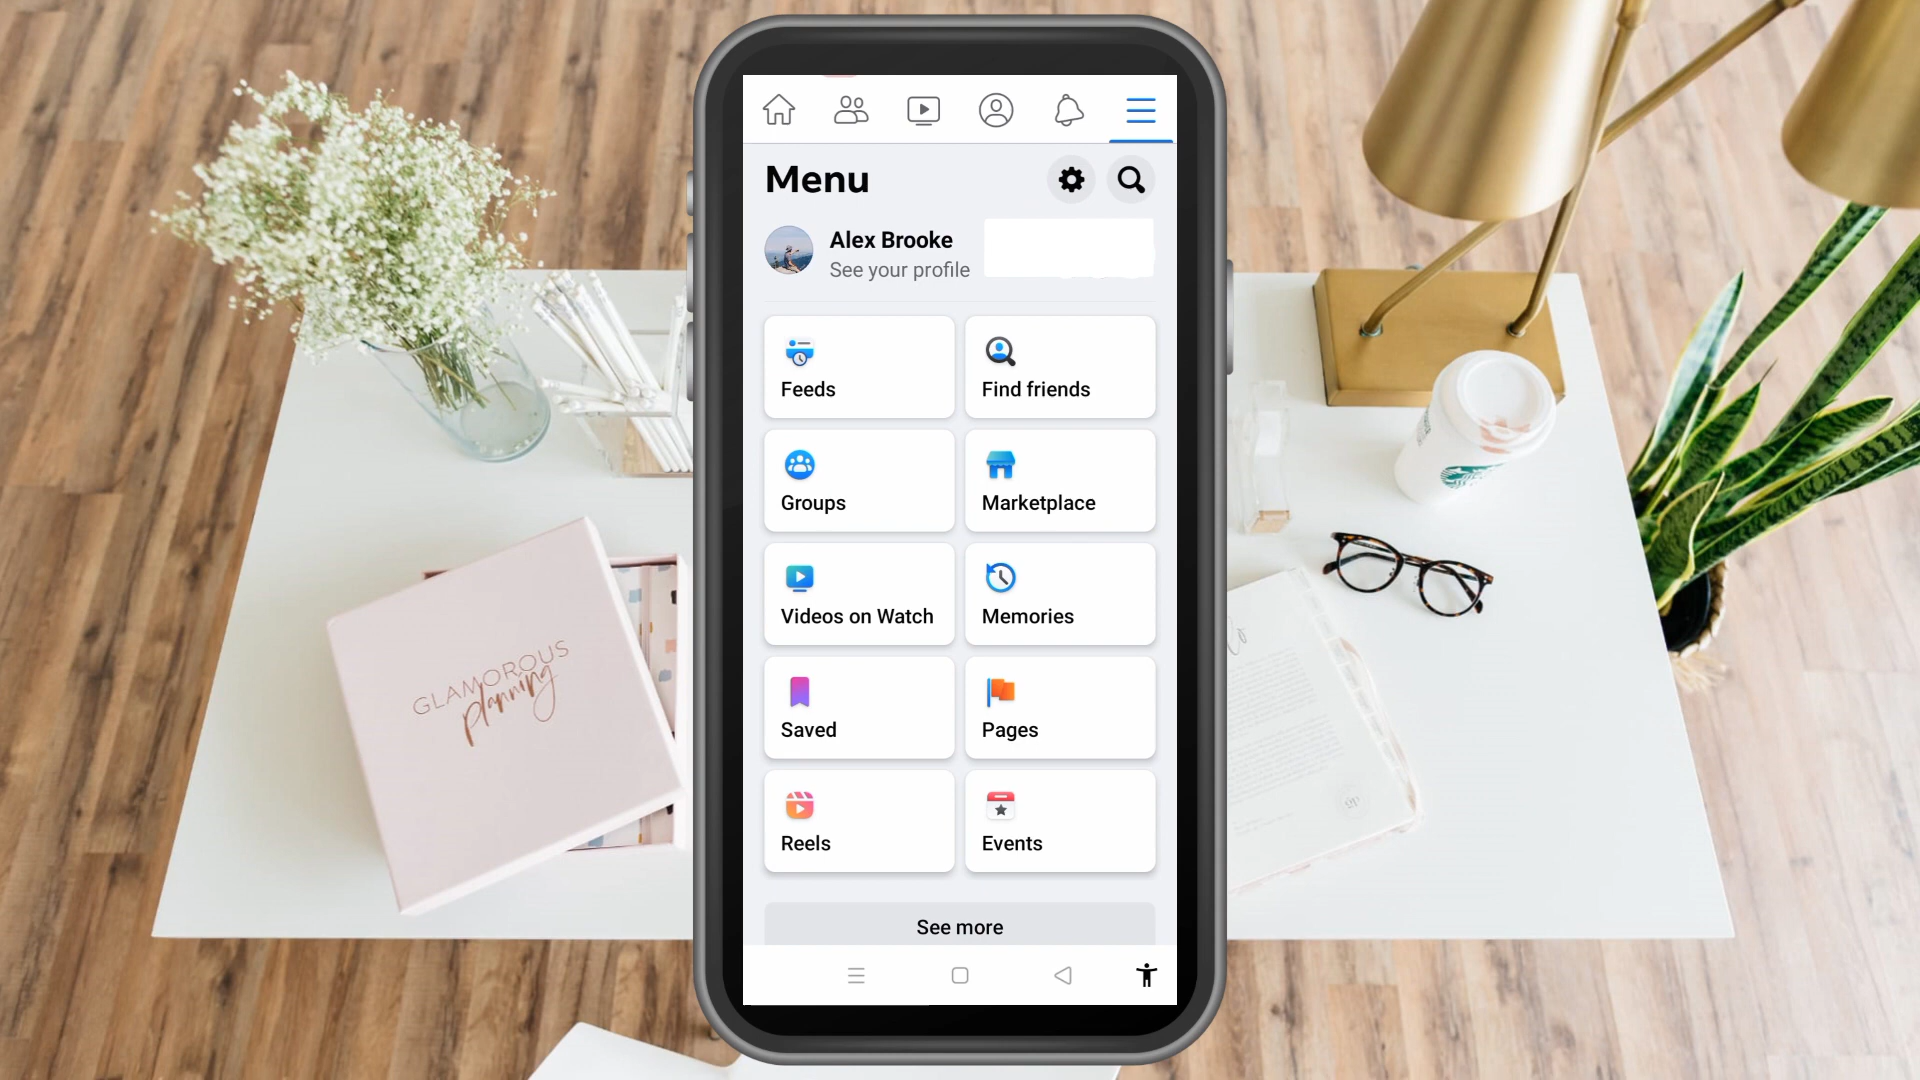 Menu
Alex Brooke
See your profile
Feeds
Find friends
Groups
Marketplace
Videos on Watch
Memories
Saved
Pages
Reels
Events
See more
GLAMOROUS
planning